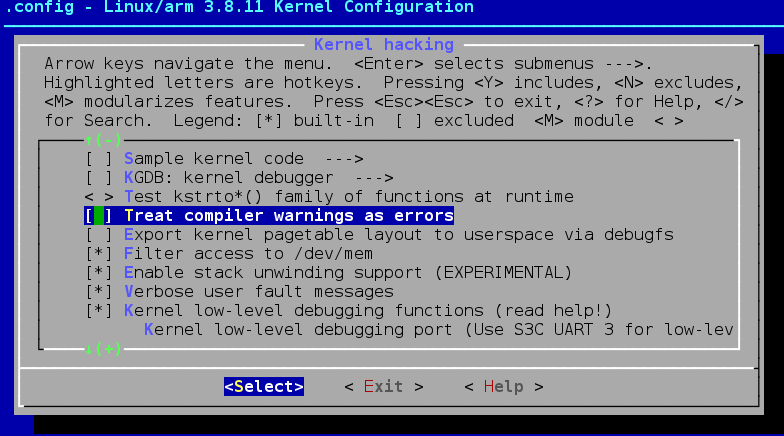 .config - Linux/arm 3.8.11 Kernel Configuration
Kernel hacking
Arrow keys navigate the menu.  <Enter> selects submenus --->.
Highlighted letters are hotkeys.  Pressing <Y> includes, <N> excludes,
<M> modularizes features.  Press <Esc><Esc> to exit, <?> for Help, </>
for Search.  Legend: [*] built-in  [ ] excluded  <M> module  < >
↑(-)
[ ] Sample kernel code  --->
[ ] KGDB: kernel debugger  --->
< > Test kstrto*() family of functions at runtime
[ ] Treat compiler warnings as errors
[ ] Export kernel pagetable layout to userspace via debugfs
[*] Filter access to /dev/mem
[*] Enable stack unwinding support (EXPERIMENTAL)
[*] Verbose user fault messages
[*] Kernel low-level debugging functions (read help!)
Kernel low-level debugging port (Use S3C UART 3 for low-lev
↓(+)
<Select>    < Exit >    < Help >